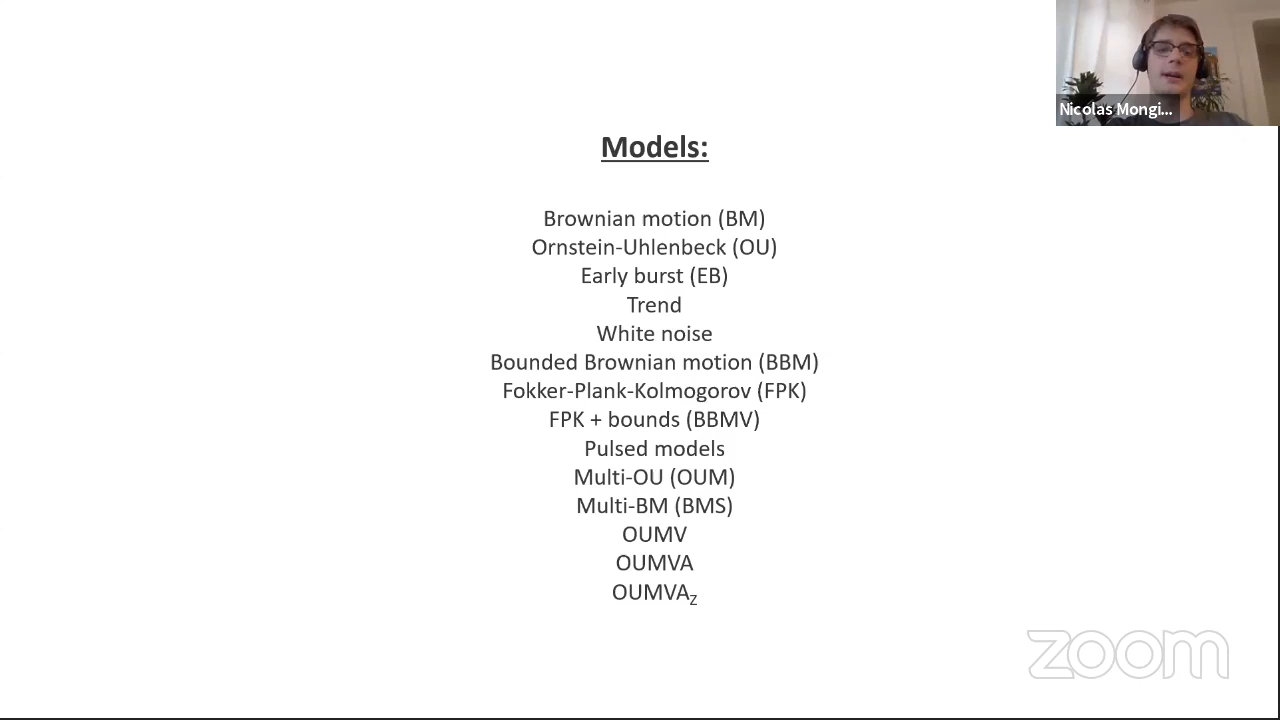 Nicolas Mongi...
Models:
Brownian motion (BM)
Ornstein-Uhlenbeck (OU)
Early burst (EB)
Trend
White noise
Bounded Brownian motion (BBM)
Fokker-Plank-Kolmogorov (FPK)
FPK + bounds (BBMV)
Pulsed models
Multi-OU (OUM)
Multi-BM (BMS)
OUMV
OUMVA
OUMVAZ
zoom